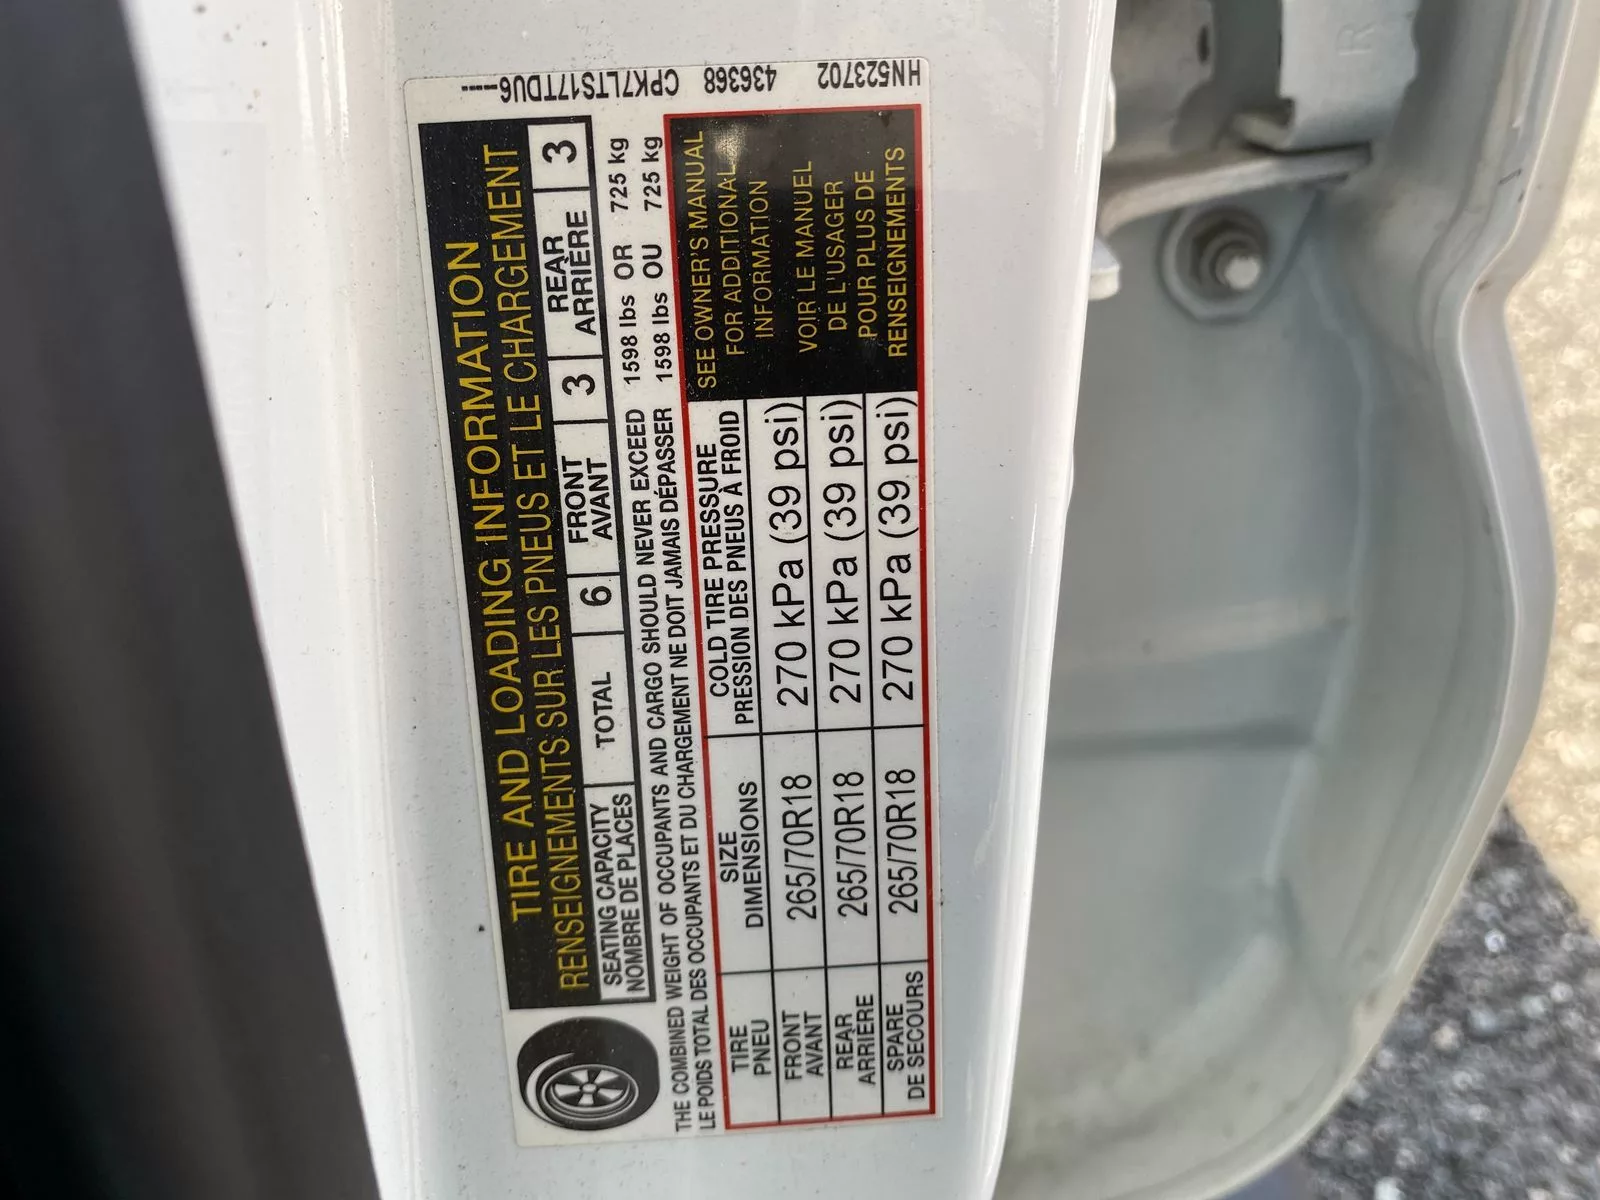 TIRE AND LOADING INFORMATION
RENSEIGNEMENTS SUR LES PNEUS ET LE CHARGEMENT
SEATING CAPACITY TOTAL 6 FRONT 3 REAR 3
NOMBRE DE PLACES AVANT ARRIÈRE
THE COMBINED WEIGHT OF OCCUPANTS AND CARGO SHOULD NEVER EXCEED 1598 lbs OR 725 kg
LE POIDS TOTAL DES OCCUPANTS ET DU CHARGEMENT NE DOIT JAMAIS DÉPASSER 1598 lbs OU 725 kg
TIRE SIZE COLD TIRE PRESSURE
PNEU DIMENSIONS PRESSION DES PNEUS À FROID
FRONT 265/70R18 270 kPa (39 psi)
AVANT
REAR 265/70R18 270 kPa (39 psi)
ARRIÈRE
SPARE 265/70R18 270 kPa (39 psi)
DE SECOURS
SEE OWNER'S MANUAL
FOR ADDITIONAL
INFORMATION
VOIR LE MANUEL
DE L'USAGER
POUR PLUS DE
RENSEIGNEMENTS
HN523702 436368 CPK7LTS17TDU6----
R